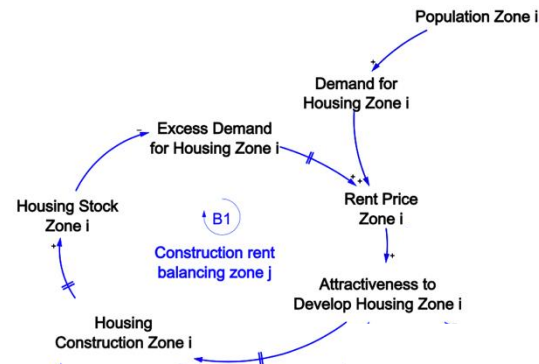 Population Zone i
+
Demand for
Housing Zone i
Excess Demand
for Housing Zone i
-
+
+
Housing Stock
Zone i
+
B1
Rent Price
Zone i
Construction rent
balancing zone j
+
Attractiveness to
Develop Housing Zone i
Housing
Construction Zone i
+